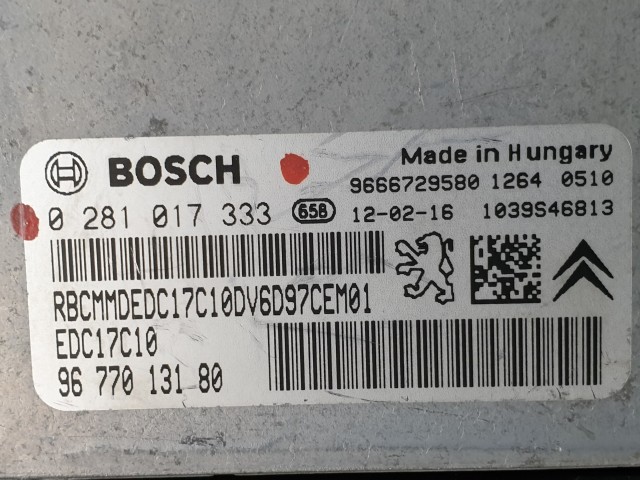 BOSCH
Made in Hungary
9666729580 1264 0510
0 281 017 333 658 12-02-16 1039S46813
RBCMMDEDC17C10DV6D97CEM01
EDC17C10
96 770 131 80